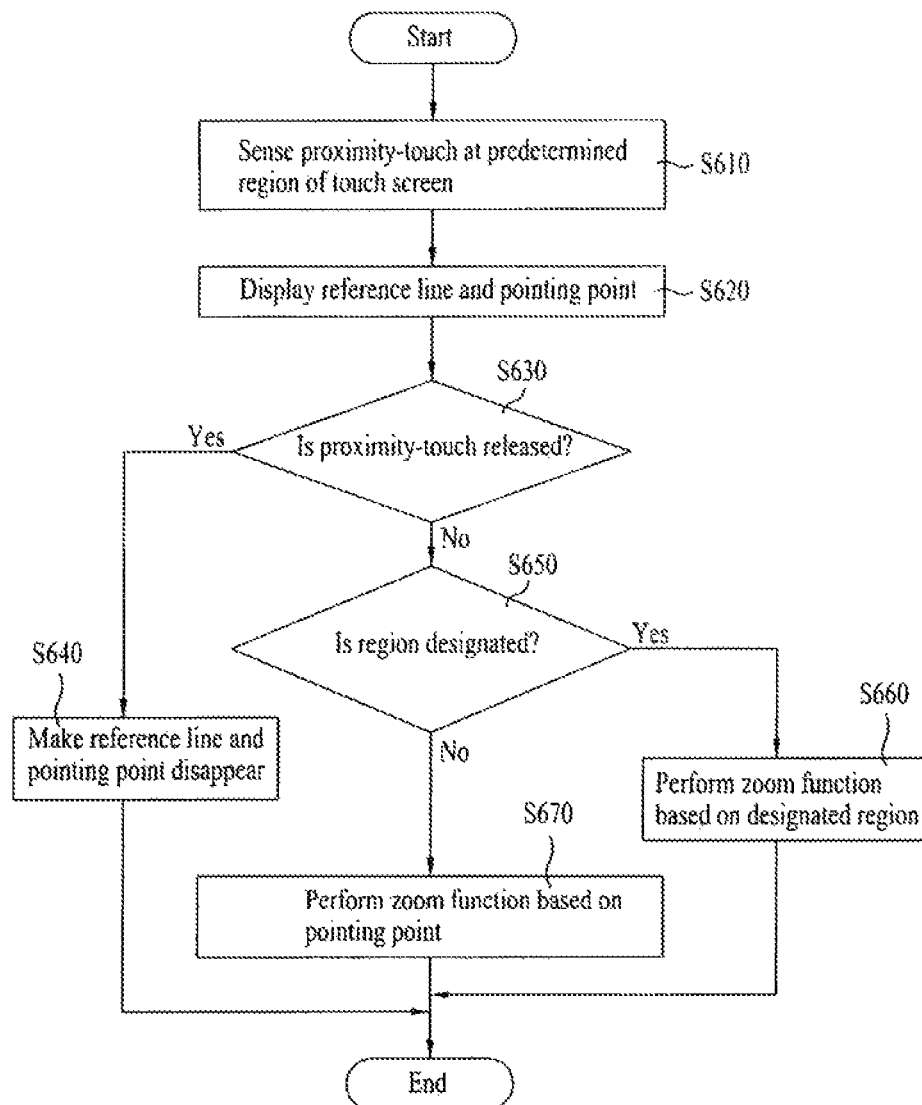 Start
Sense proximity-touch at predetermined
region of touch screen
S610
Display reference line and pointing point
S620
S630
Is proximity-touch released?
Yes
No
S650
Is region designated?
Yes
No
S640
Make reference line and
pointing point disappear
S660
Perform zoom function
based on designated region
S670
Perform zoom function based on
pointing point
End